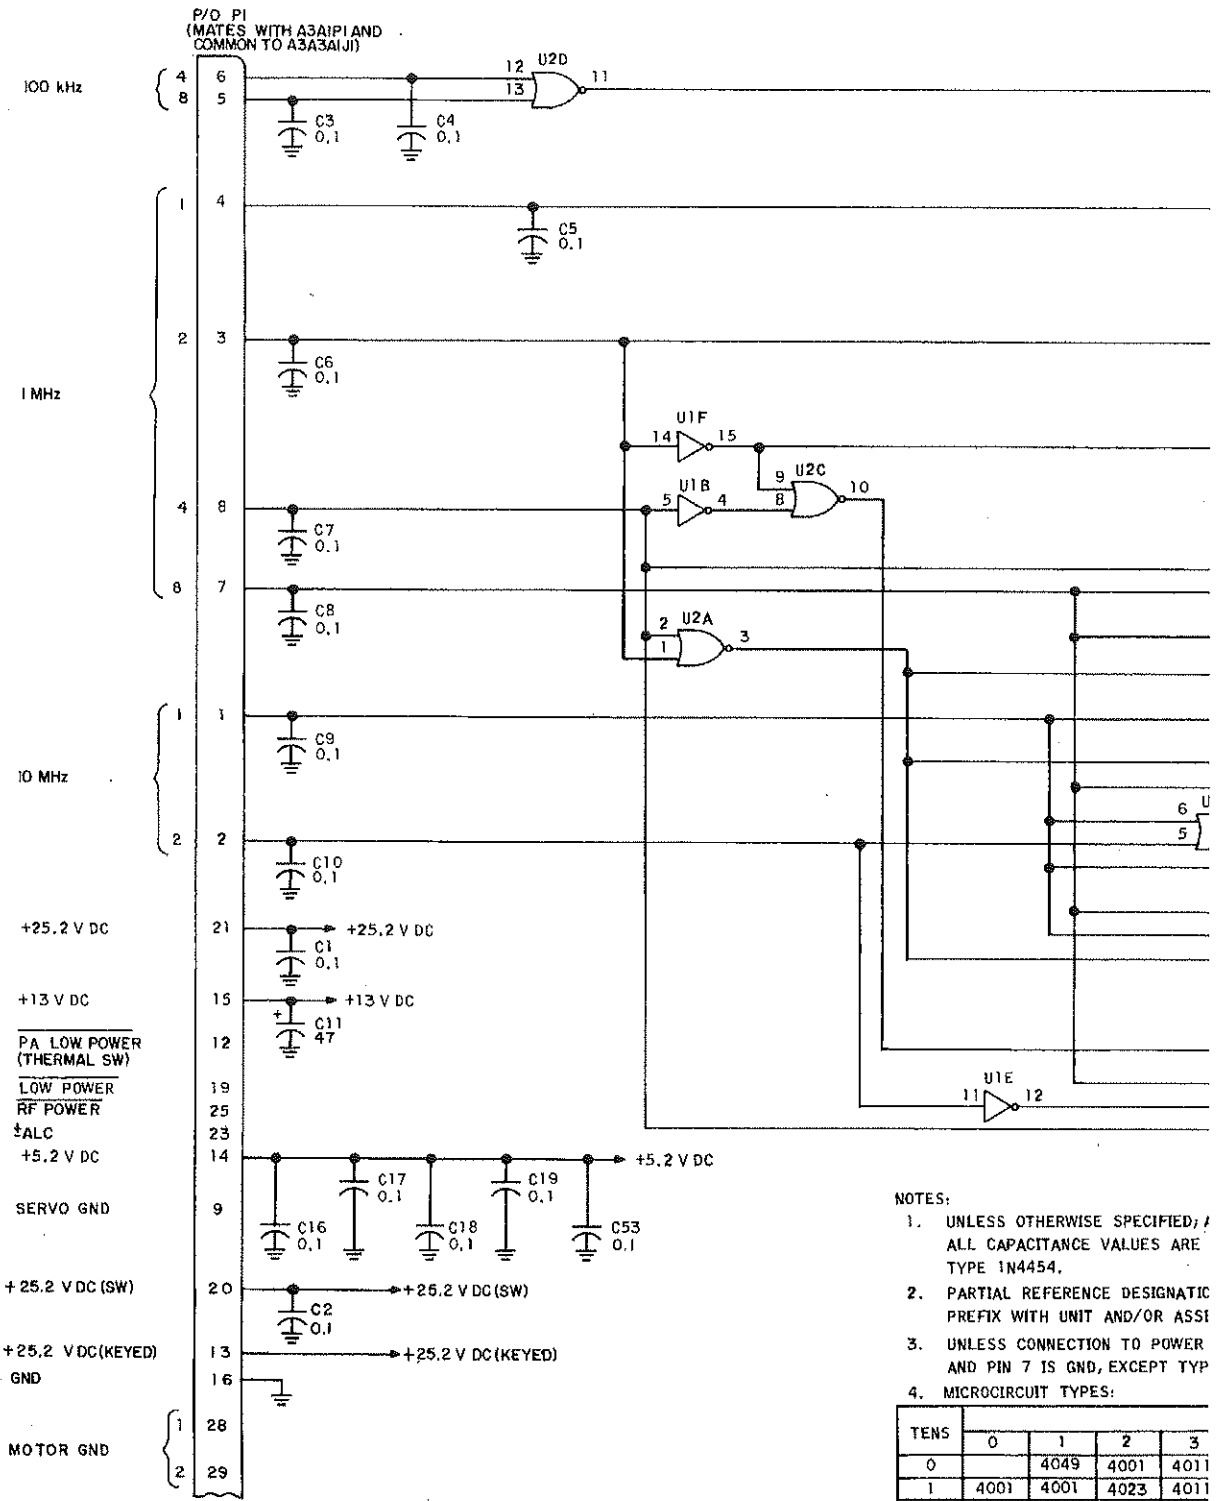 P/O P1
(MATES WITH A3A1P1 AND
COMMON TO A3A3A1J1)
100 kHz
4 6
8 5
12 U2D 11
13
C3
0.1
C4
0.1
1 4
C5
0.1
2 3
C6
0.1
1 MHz
U1F
14 15
U2C
9
8
10
U1B
5 4
4 8
C7
0.1
8 7
C8
0.1
U2A
2
1
3
1 1
C9
0.1
10 MHz
6
5
U
2 2
C10
0.1
+25.2 V DC 21 +25.2 V DC
C1
0.1
+13 V DC 15 +13 V DC
+
C11
47
PA LOW POWER 12
(THERMAL SW)
LOW POWER 19
RF POWER 25
±ALC 23
U1E
11 12
+5.2 V DC 14 +5.2 V DC
C17
0.1
C19
0.1
SERVO GND 9
C16
0.1
C18
0.1
C53
0.1
+25.2 V DC(SW) 20 +25.2 V DC(SW)
C2
0.1
+25.2 VDC(KEYED) 13 +25.2 V DC(KEYED)
GND 16
MOTOR GND
1 28
2 29
NOTES:
1. UNLESS OTHERWISE SPECIFIED; A
ALL CAPACITANCE VALUES ARE
TYPE 1N4454.
2. PARTIAL REFERENCE DESIGNATIO
PREFIX WITH UNIT AND/OR ASSE
3. UNLESS CONNECTION TO POWER
AND PIN 7 IS GND, EXCEPT TYP
4. MICROCIRCUIT TYPES:
TENS
0 1 2 3
0 4049 4001 4011
1 4001 4001 4023 4011